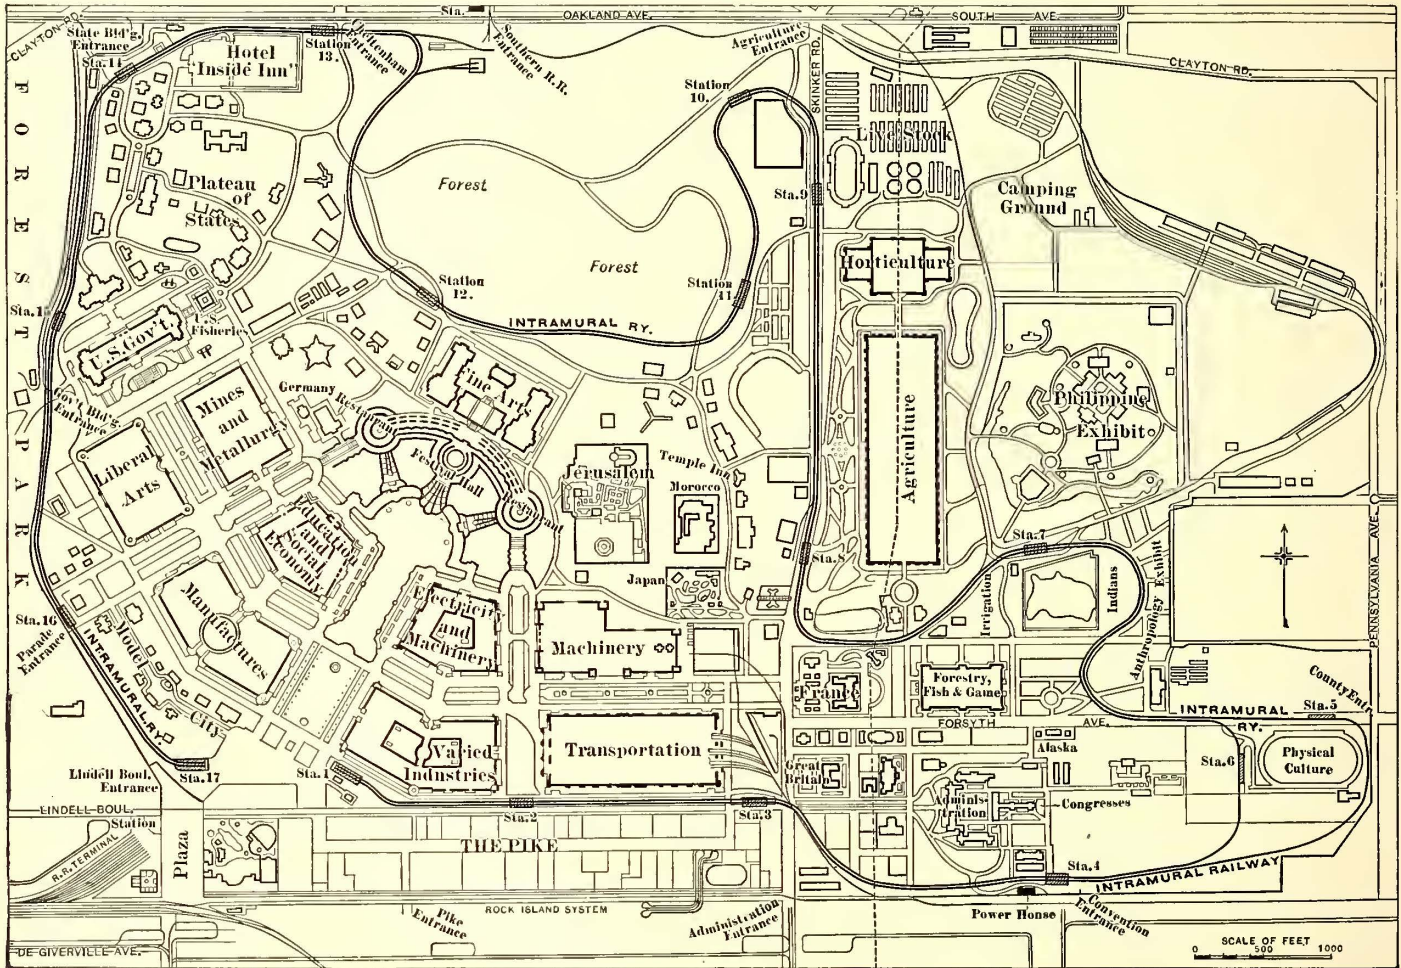 CLAYTON RD.
State Bl'd'g.
Entrance
Sta.14
Hotel
"Inside Inn"
Station
13.
Cheltenham
Entrance
Sta.
Southern R.R.
Entrance
OAKLAND AVE.
Agriculture
Entrance
SKINKER RD.
SOUTH AVE.
CLAYTON RD.
FOREST PARK
Plateau
of
States
Forest
Forest
Station
10.
Sta.9
Live Stock
Camping
Ground
Horticulture
Station
12.
Station
11.
INTRAMURAL RY.
U.S.
Fisheries
U.S. Gov't.
Gov't Bld'g.
Entrance
Mines
and
Metallurgy
Germany
Restaurant
Festival Hall
Restaurant
Fine Arts
Liberal
Arts
Education
and
Social
Economy
Jerusalem
Temple Inn
Morocco
Japan
Agriculture
Philippine
Exhibit
Sta.8
Sta.7
Irrigation
Indians
Anthropology Exhibit
PENNSYLVANIA AVE.
Sta.16
Parade
Entrance
INTRAMURAL RY.
Model
City
Manufactures
Electricity
and
Machinery
Machinery
France
Forestry,
Fish & Game
FORSYTH AVE.
INTRAMURAL
RY.
County Entr.
Sta.5
Sta.6
Physical
Culture
Sta.17
Lindell Boul.
Entrance
LINDELL BOUL.
Station
R.R. TERMINAL
Plaza
Sta.1
Varied
Industries
Transportation
Sta.2
Sta.3
THE PIKE
Great
Britain
Alaska
Adminis-
tration
Congresses
Sta.4
INTRAMURAL RAILWAY
Power House
Convention
Entrance
ROCK ISLAND SYSTEM
Pike
Entrance
Administration
Entrance
DE GIVERVILLE AVE.
SCALE OF FEET
0 500 1000